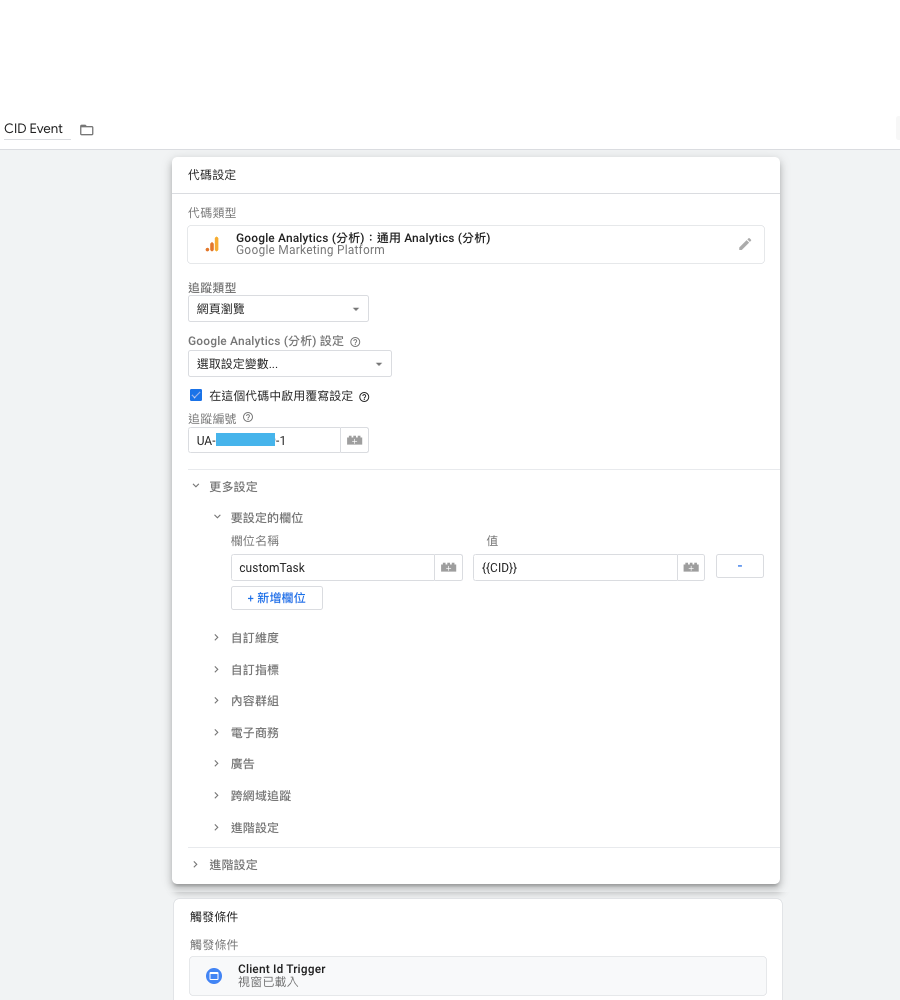 CID Event
代碼設定
代碼類型
Google Analytics (分析)：通用 Analytics (分析)
Google Marketing Platform
追蹤類型
網頁瀏覽
Google Analytics (分析) 設定
選取設定變數...
在這個代碼中啟用覆寫設定
追蹤編號
UA- -1
更多設定
要設定的欄位
欄位名稱 值
customTask {{CID}} -
+ 新增欄位
自訂維度
自訂指標
內容群組
電子商務
廣告
跨網域追蹤
進階設定
進階設定
觸發條件
觸發條件
Client Id Trigger
視窗已載入